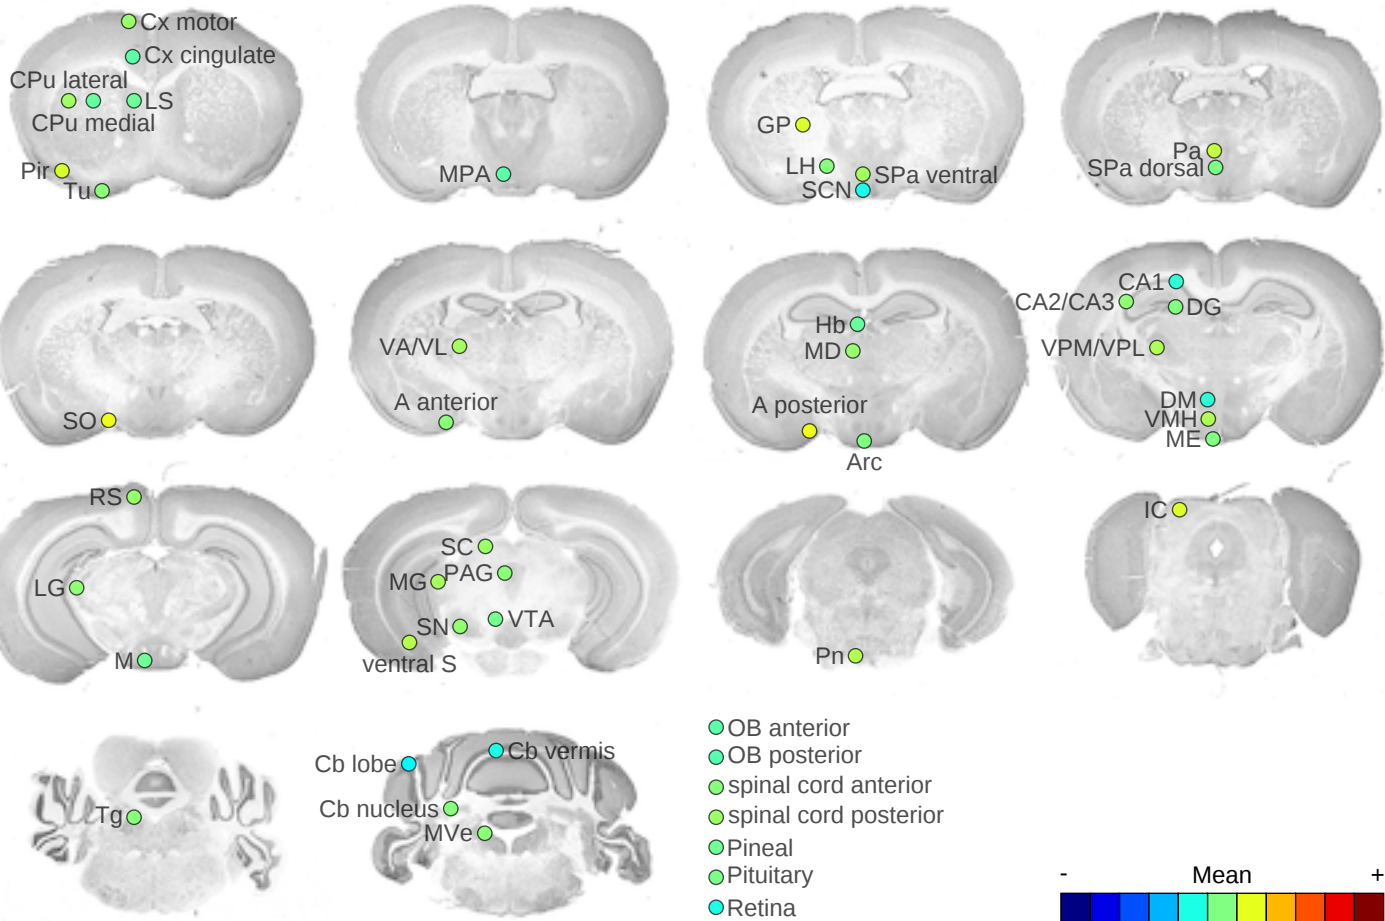 Cx motor
Cx cingulate
CPu lateral
LS
CPu medial
Pir
Tu
MPA
GP
LH
SPa ventral
SCN
Pa
SPa dorsal
SO
VA/VL
A anterior
Hb
MD
A posterior
Arc
CA1
CA2/CA3
DG
VPM/VPL
DM
VMH
ME
RS
LG
M
SC
MG
PAG
SN
VTA
ventral S
Pn
IC
Tg
Cb lobe
Cb vermis
Cb nucleus
MVe
OB anterior
OB posterior
spinal cord anterior
spinal cord posterior
Pineal
Pituitary
Retina
- Mean +